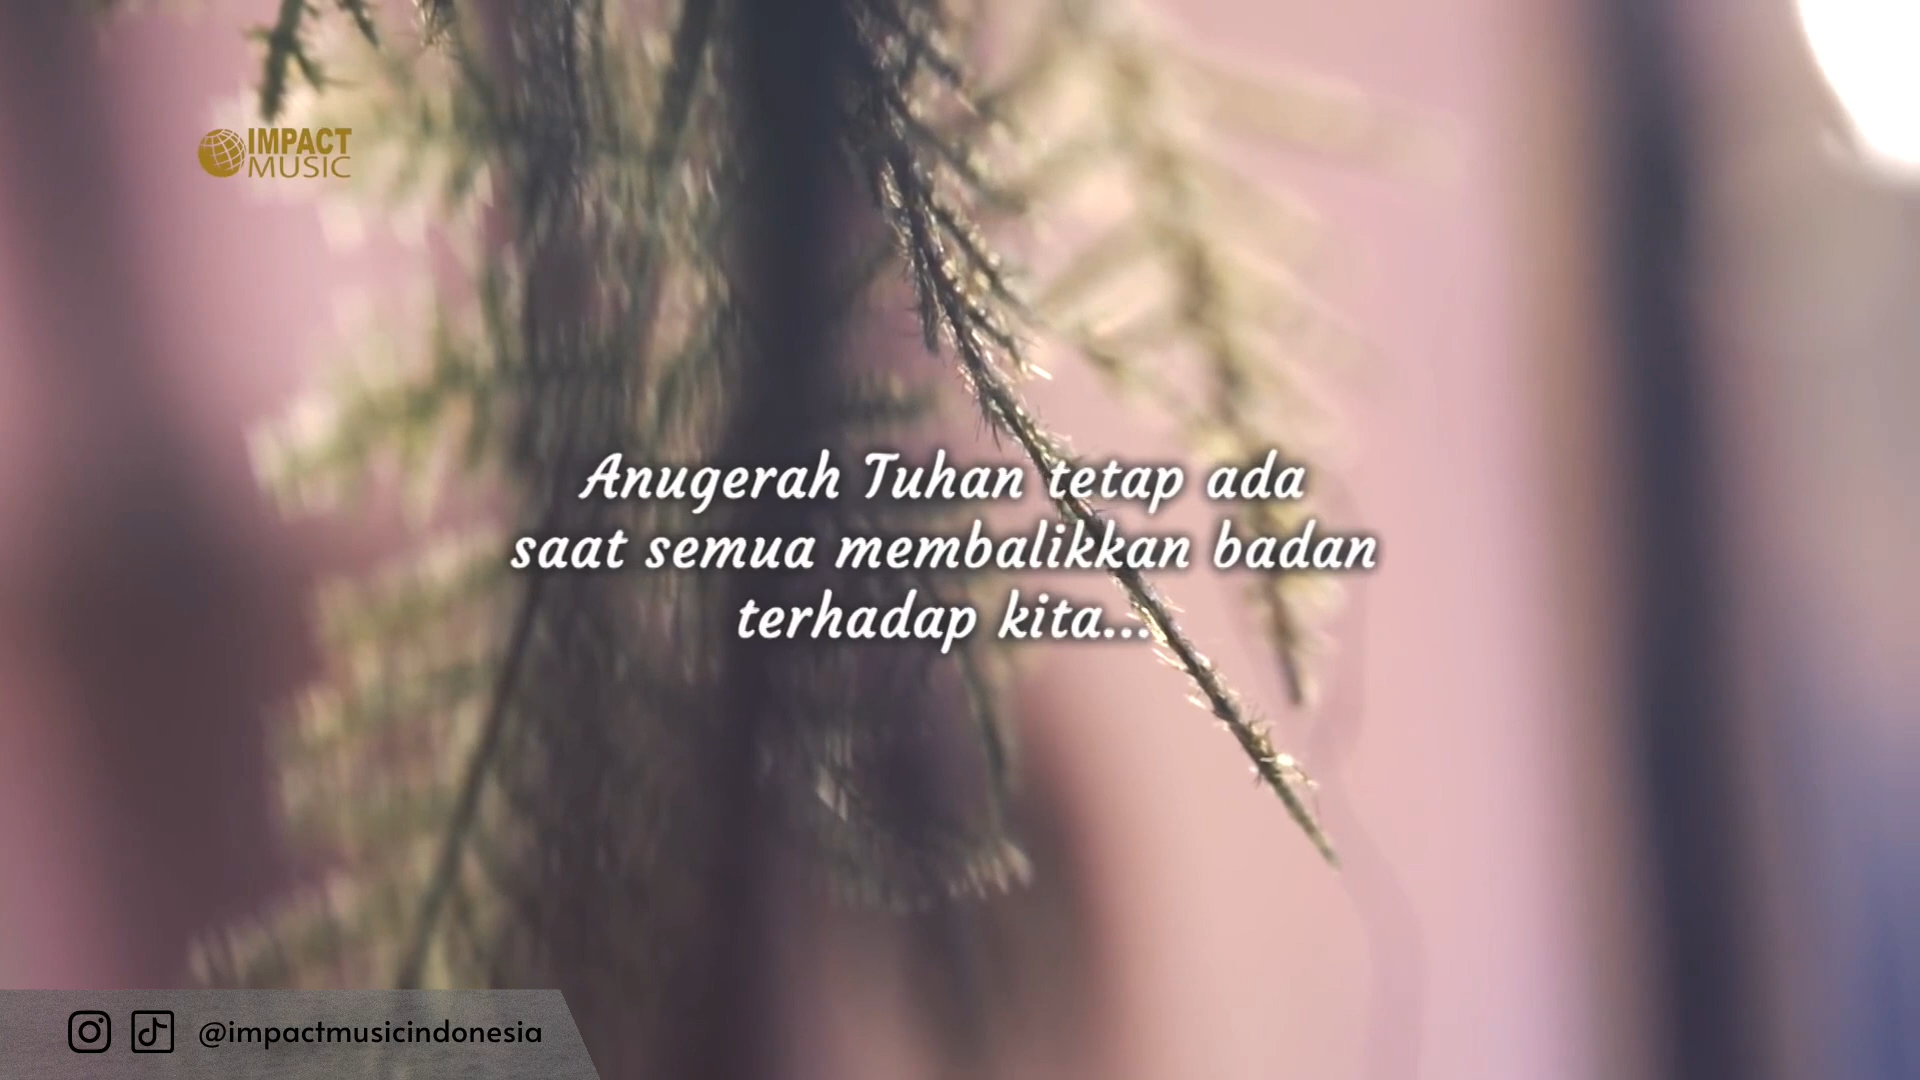 IMPACT
MUSIC
Anugerah Tuhan tetap ada
saat semua membalikkan badan
terhadap kita...
@impactmusicindonesia